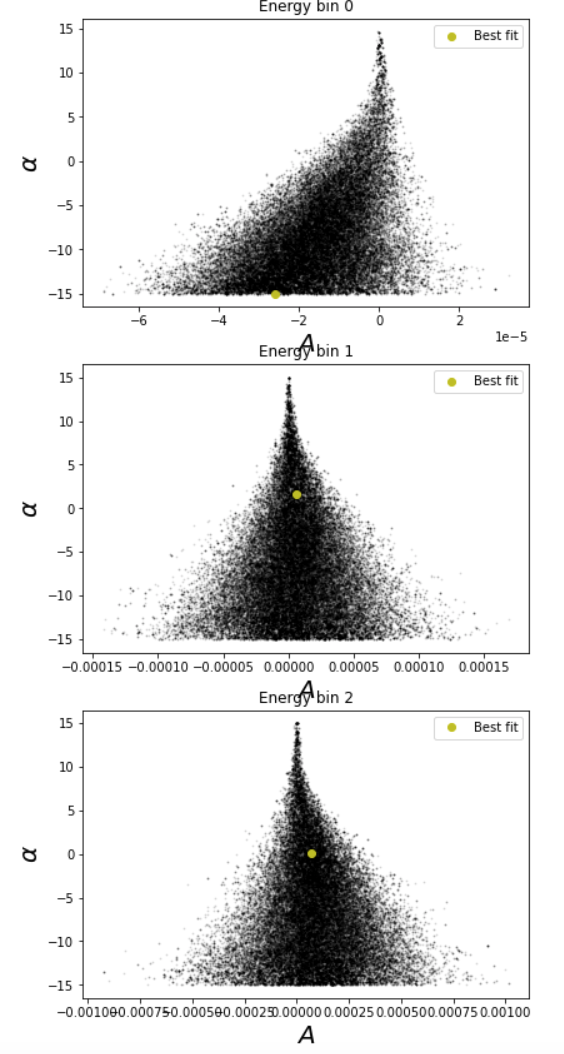 Energy bin 0
Best fit
15
10
5
0
−5
−10
−15
α
−6 −4 −2 0 2
1e−5
A
Energy bin 1
Best fit
15
10
5
0
−5
−10
−15
α
−0.00015 −0.00010 −0.00005 0.00000 0.00005 0.00010 0.00015
A
Energy bin 2
Best fit
15
10
5
0
−5
−10
−15
α
−0.00100 −0.00075 −0.00050 −0.00025 0.00000 0.00025 0.00050 0.00075 0.00100
A